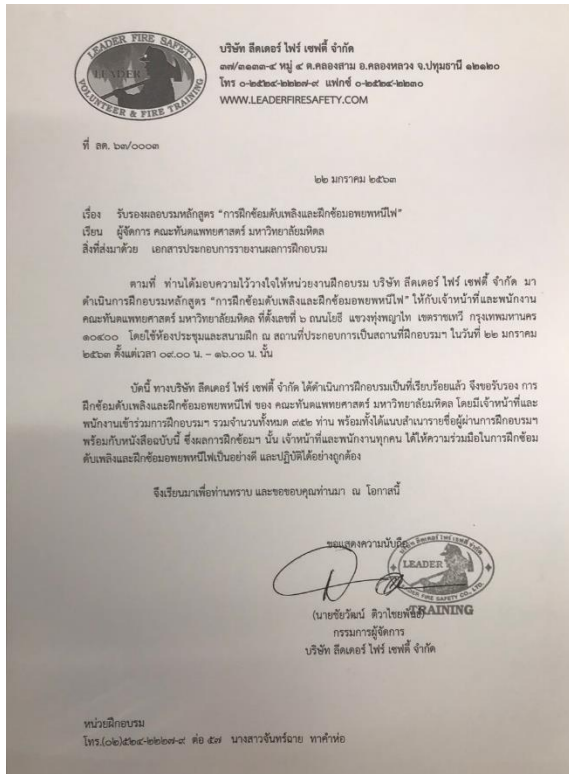 LEADER FIRE SAFETY
LEADER
VOLUNTEER & FIRE TRAINING
บริษัท ลีดเดอร์ ไฟร์ เซฟตี้ จำกัด
๓๗/๑๓๓-๔ หมู่ ๔ ต.คลองสาม อ.คลองหลวง จ.ปทุมธานี ๑๒๑๒๐
โทร ๐-๒๕๒๔-๒๒๒๗-๙ แฟกซ์ ๐-๒๕๒๔-๒๒๓๐
WWW.LEADERFIRESAFETY.COM
ที่ ลด. ๖๓/๐๐๐๓
๒๒ มกราคม ๒๕๖๓
เรื่อง รับรองผลอบรมหลักสูตร “การฝึกซ้อมดับเพลิงและฝึกซ้อมอพยพหนีไฟ”
เรียน ผู้จัดการ คณะทันตแพทยศาสตร์ มหาวิทยาลัยมหิดล
สิ่งที่ส่งมาด้วย เอกสารประกอบการรายงานผลการฝึกอบรม
ตามที่ ท่านได้มอบความไว้วางใจให้หน่วยงานฝึกอบรม บริษัท ลีดเดอร์ ไฟร์ เซฟตี้ จำกัด มา
ดำเนินการฝึกอบรมหลักสูตร “การฝึกซ้อมดับเพลิงและฝึกซ้อมอพยพหนีไฟ” ให้กับเจ้าหน้าที่และพนักงาน
คณะทันตแพทยศาสตร์ มหาวิทยาลัยมหิดล ที่ตั้งเลขที่ ๖ ถนนโยธี แขวงทุ่งพญาไท เขตราชเทวี กรุงเทพมหานคร
๑๐๔๐๐ โดยใช้ห้องประชุมและสนามฝึก ณ สถานที่ประกอบการเป็นสถานที่ฝึกอบรมฯ ในวันที่ ๒๒ มกราคม
๒๕๖๓ ตั้งแต่เวลา ๐๙.๐๐ น. – ๑๖.๐๐ น. นั้น
บัดนี้ ทางบริษัท ลีดเดอร์ ไฟร์ เซฟตี้ จำกัด ได้ดำเนินการฝึกอบรมเป็นที่เรียบร้อยแล้ว จึงขอรับรอง การ
ฝึกซ้อมดับเพลิงและฝึกซ้อมอพยพหนีไฟ ของ คณะทันตแพทยศาสตร์ มหาวิทยาลัยมหิดล โดยมีเจ้าหน้าที่และ
พนักงานเข้าร่วมการฝึกอบรมฯ รวมจำนวนทั้งหมด ๙๕๒ ท่าน พร้อมทั้งได้แนบสำเนารายชื่อผู้ผ่านการฝึกอบรมฯ
พร้อมกับหนังสือฉบับนี้ ซึ่งผลการฝึกซ้อมฯ นั้น เจ้าหน้าที่และพนักงานทุกคน ได้ให้ความร่วมมือในการฝึกซ้อม
ดับเพลิงและฝึกซ้อมอพยพหนีไฟเป็นอย่างดี และปฏิบัติได้อย่างถูกต้อง
จึงเรียนมาเพื่อท่านทราบ และขอขอบคุณท่านมา ณ โอกาสนี้
ขอแสดงความนับถือ
บริษัท ลีดเดอร์ ไฟร์ เซฟตี้ จำกัด
LEADER
LEADER FIRE SAFETY CO., LTD.
TRAINING
(นายชัยวัฒน์ ติวาไชยพันธ์)
กรรมการผู้จัดการ
บริษัท ลีดเดอร์ ไฟร์ เซฟตี้ จำกัด
หน่วยฝึกอบรม
โทร.(๐๒)๕๒๔-๒๒๒๗-๙ ต่อ ๕๗ นางสาวจันทร์ฉาย ทาคำห่อ